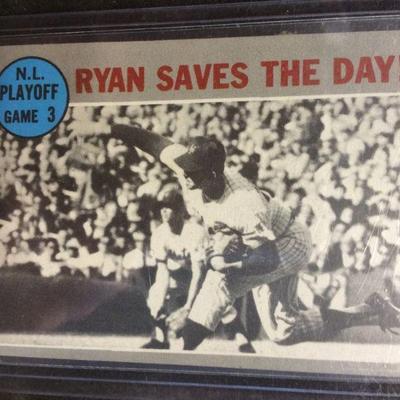 N.L.
PLAYOFF
GAME 3
RYAN SAVES THE DAY!